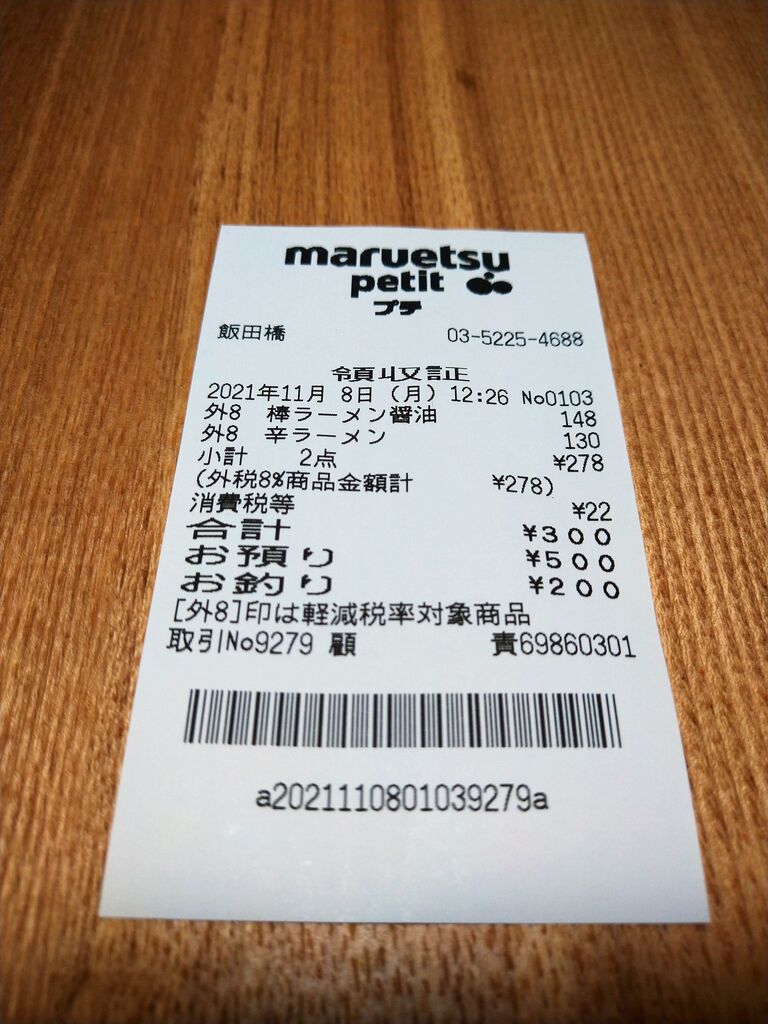 maruetsu
petit
プチ
飯田橋 03-5225-4688
領収証
2021年11月 8日 (月) 12:26 No0103
外8 棒ラーメン醤油 148
外8 辛ラーメン 130
小計 2点 ¥278
(外税8%商品金額計 ¥278)
消費税等 ¥22
合計 ¥300
お預り ¥500
お釣り ¥200
[外8]印は軽減税率対象商品
取引No9279 顧 責69860301
a2021110801039279a